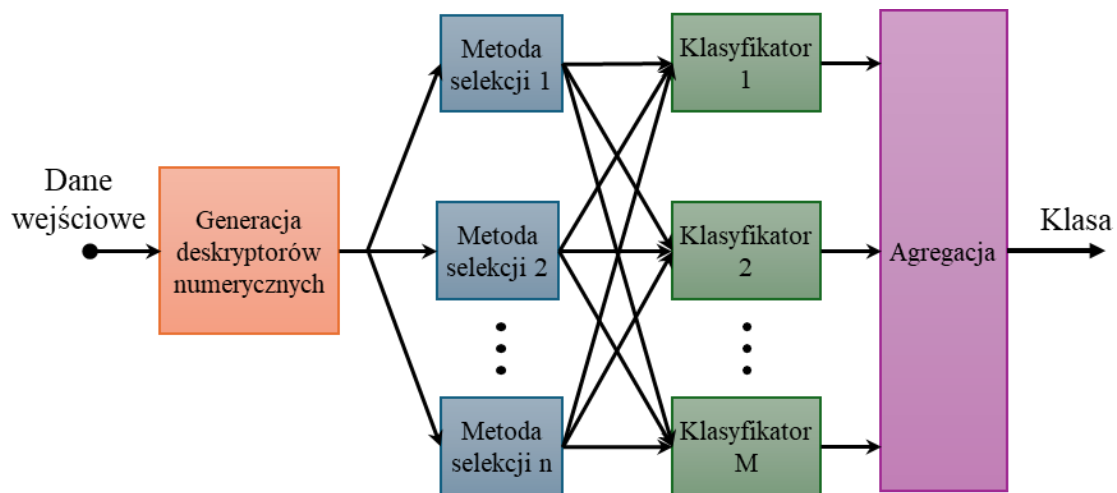 Dane
wejściowe
Generacja
deskryptorów
numerycznych
Metoda
selekcji 1
Metoda
selekcji 2
Metoda
selekcji n
Klasyfikator
1
Klasyfikator
2
Klasyfikator
M
Agregacja
Klasa